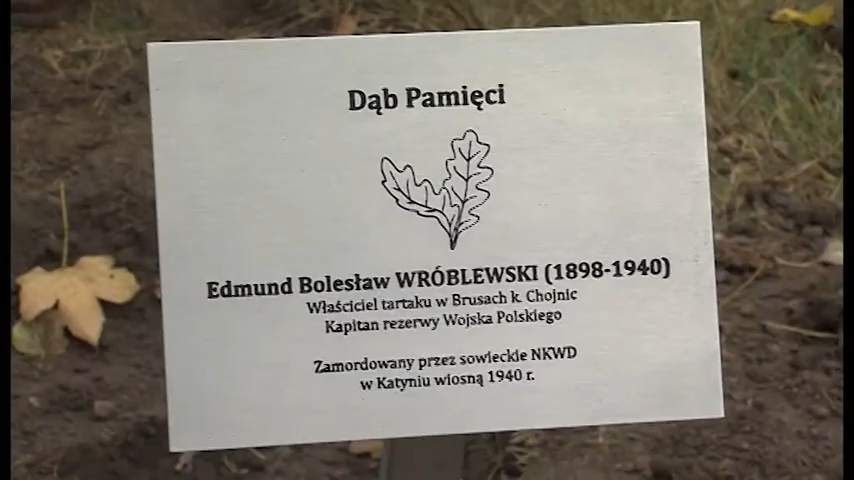 Dąb Pamięci
Edmund Bolesław WRÓBLEWSKI (1898-1940)
Właściciel tartaku w Brusach k. Chojnic
Kapitan rezerwy Wojska Polskiego
Zamordowany przez sowieckie NKWD
w Katyniu wiosną 1940 r.